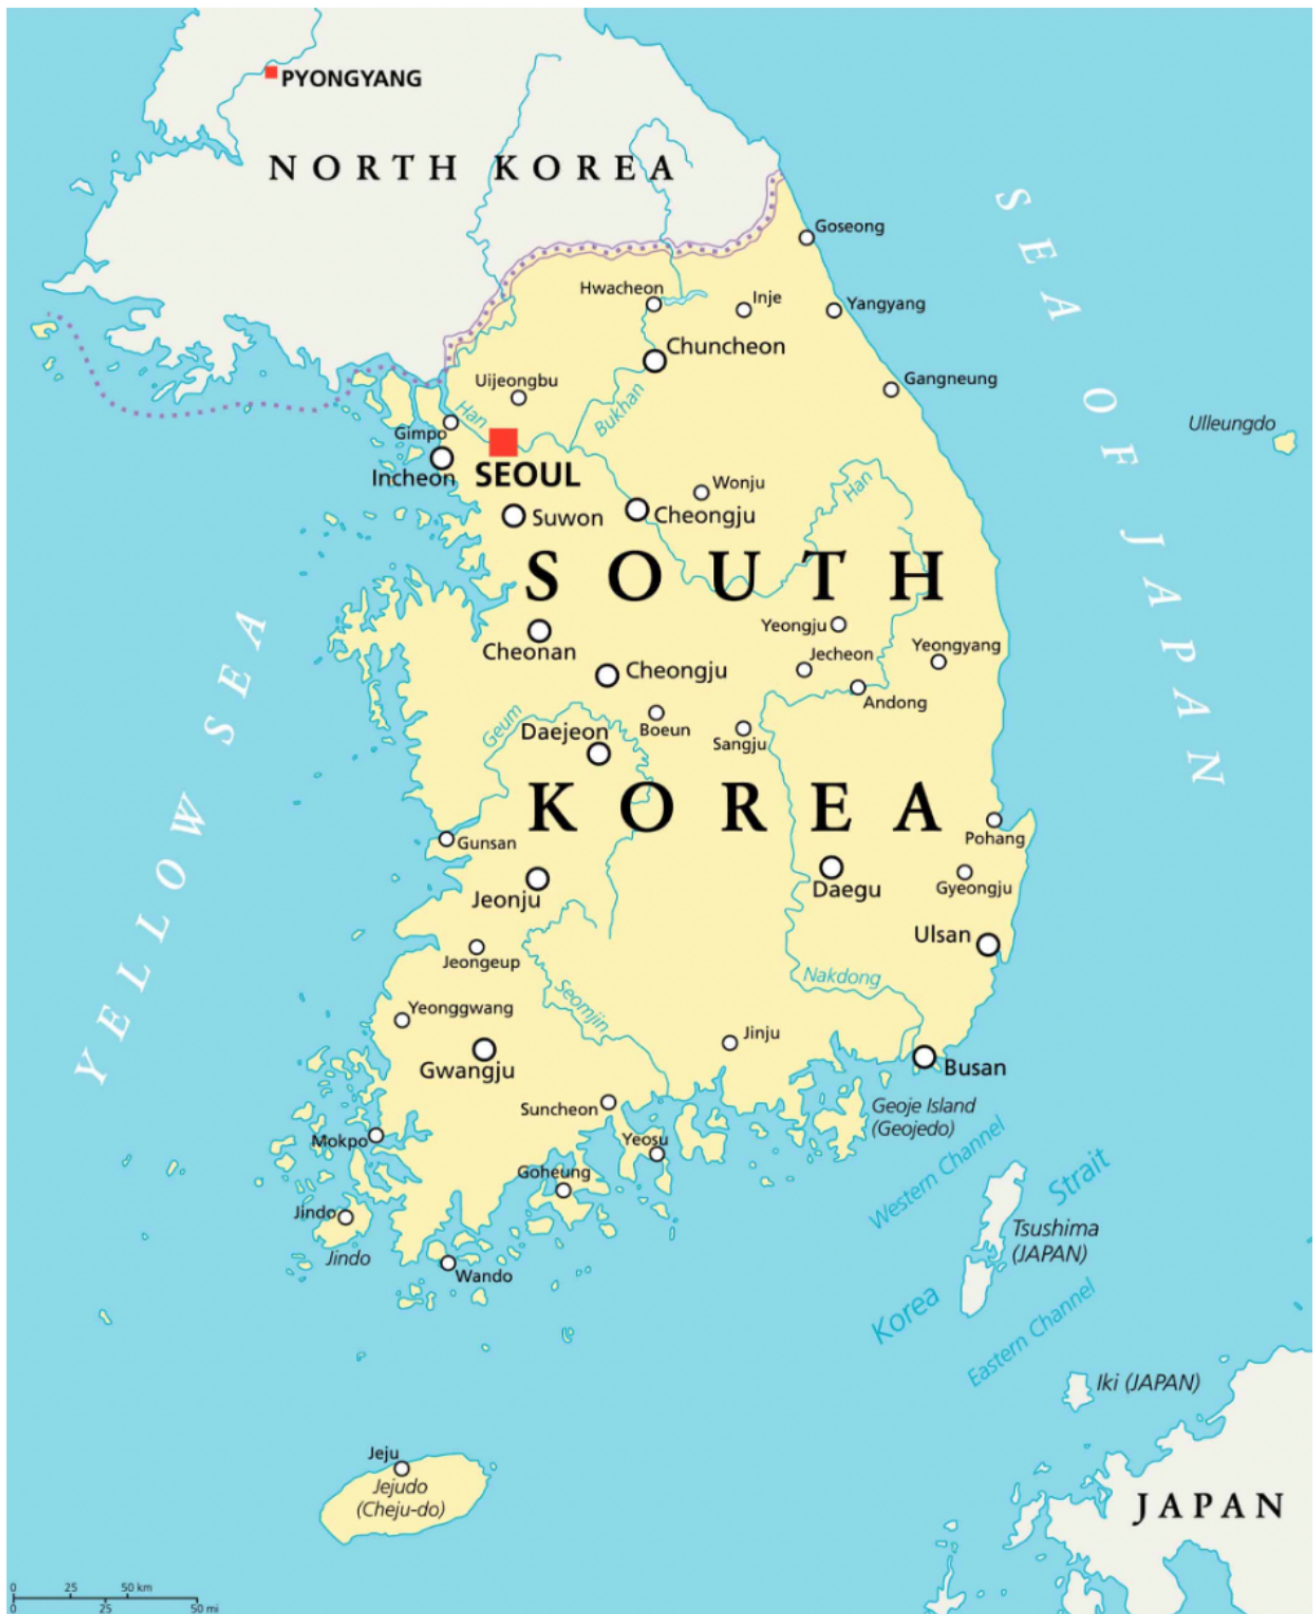 PYONGYANG
NORTH KOREA
SEA OF JAPAN
Goseong
Hwacheon
Inje
Yangyang
Chuncheon
Uijeongbu
Gangneung
Bukhan
Han
Ulleungdo
Gimpo
Incheon
SEOUL
Wonju
Han
Suwon
Cheongju
SOUTH
YELLOW SEA
Yeongju
Cheonan
Jecheon
Yeongyang
Cheongju
Andong
Geum
Daejeon
Boeun
Sangju
KOREA
Gunsan
Pohang
Jeonju
Daegu
Gyeongju
Ulsan
Jeongeup
Nakdong
Seomjin
Yeonggwang
Jinju
Gwangju
Busan
Suncheon
Geoje Island
(Geojedo)
Mokpo
Yeosu
Western Channel
Strait
Goheung
Jindo
Jindo
Tsushima
(JAPAN)
Wando
Korea
Eastern Channel
Iki (JAPAN)
Jeju
Jejudo
(Cheju-do)
JAPAN
0 25 50 km
0 25 50 mi